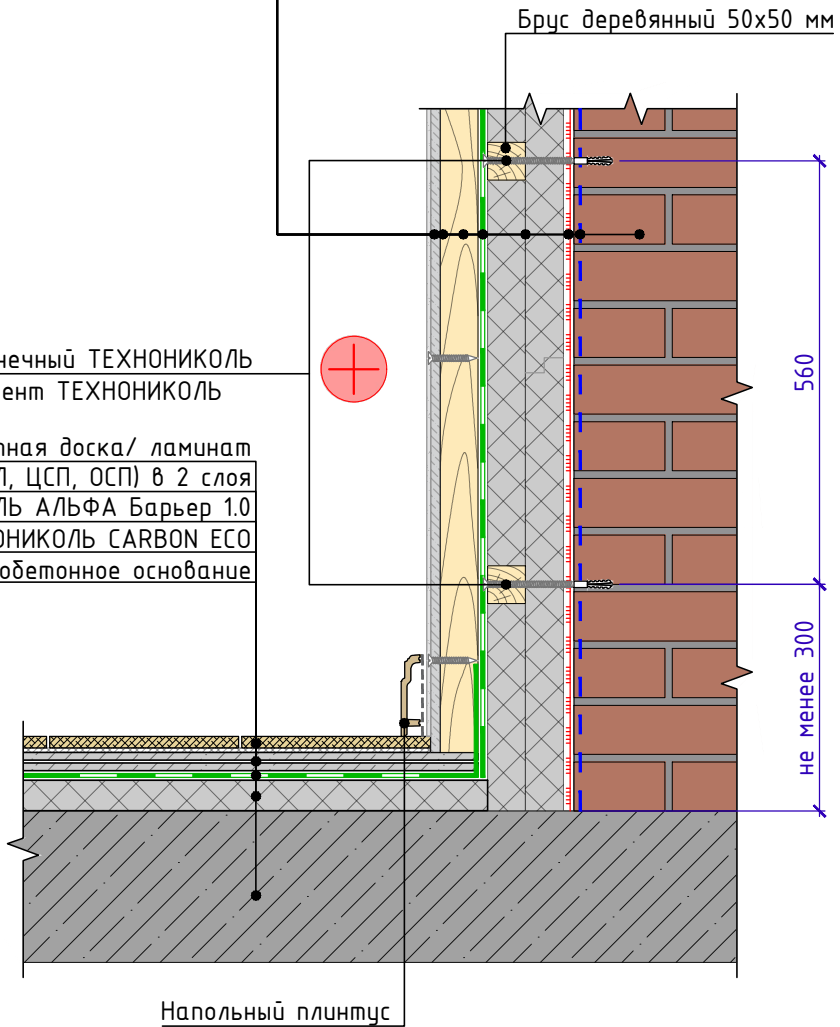 Брус деревянный 50х50 мм
нечный ТЕХНОНИКОЛЬ
ент ТЕХНОНИКОЛЬ
ная доска/ ламинат
, ЦСП, ОСП) в 2 слоя
ЛЬ АЛЬФА Барьер 1.0
ОНИКОЛЬ CARBON ECO
обетонное основание
560
не менее 300
Напольный плинтус